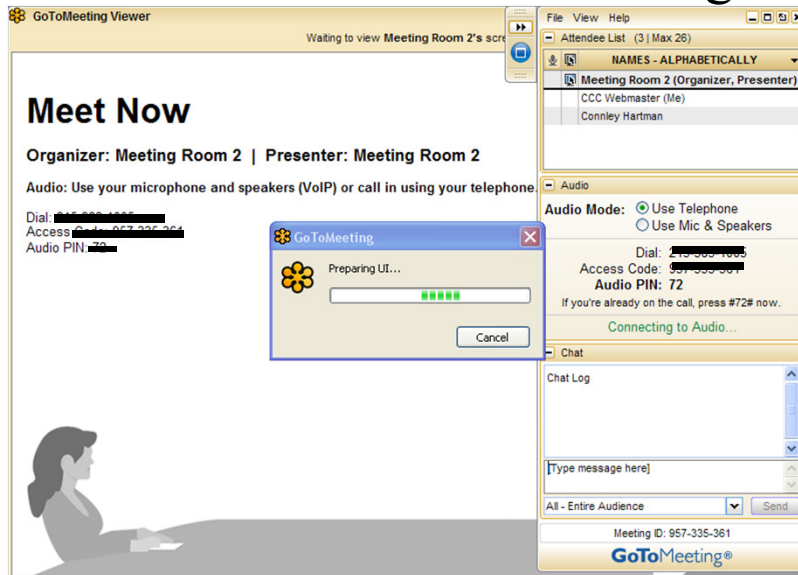 GoToMeeting Viewer
Waiting to view Meeting Room 2's scre
Meet Now
Organizer: Meeting Room 2 | Presenter: Meeting Room 2
Audio: Use your microphone and speakers (VoIP) or call in using your telephone.
Dial:
Access
Audio PIN:
GoToMeeting
Preparing UI...
Cancel
File View Help
Attendee List (3 | Max 26)
NAMES - ALPHABETICALLY
Meeting Room 2 (Organizer, Presenter)
CCC Webmaster (Me)
Connley Hartman
Audio
Audio Mode: Use Telephone
Use Mic & Speakers
Dial:
Access Code:
Audio PIN: 72
If you're already on the call, press #72# now.
Connecting to Audio...
Chat
Chat Log
[Type message here]
All - Entire Audience
Send
Meeting ID: 957-335-361
GoToMeeting®